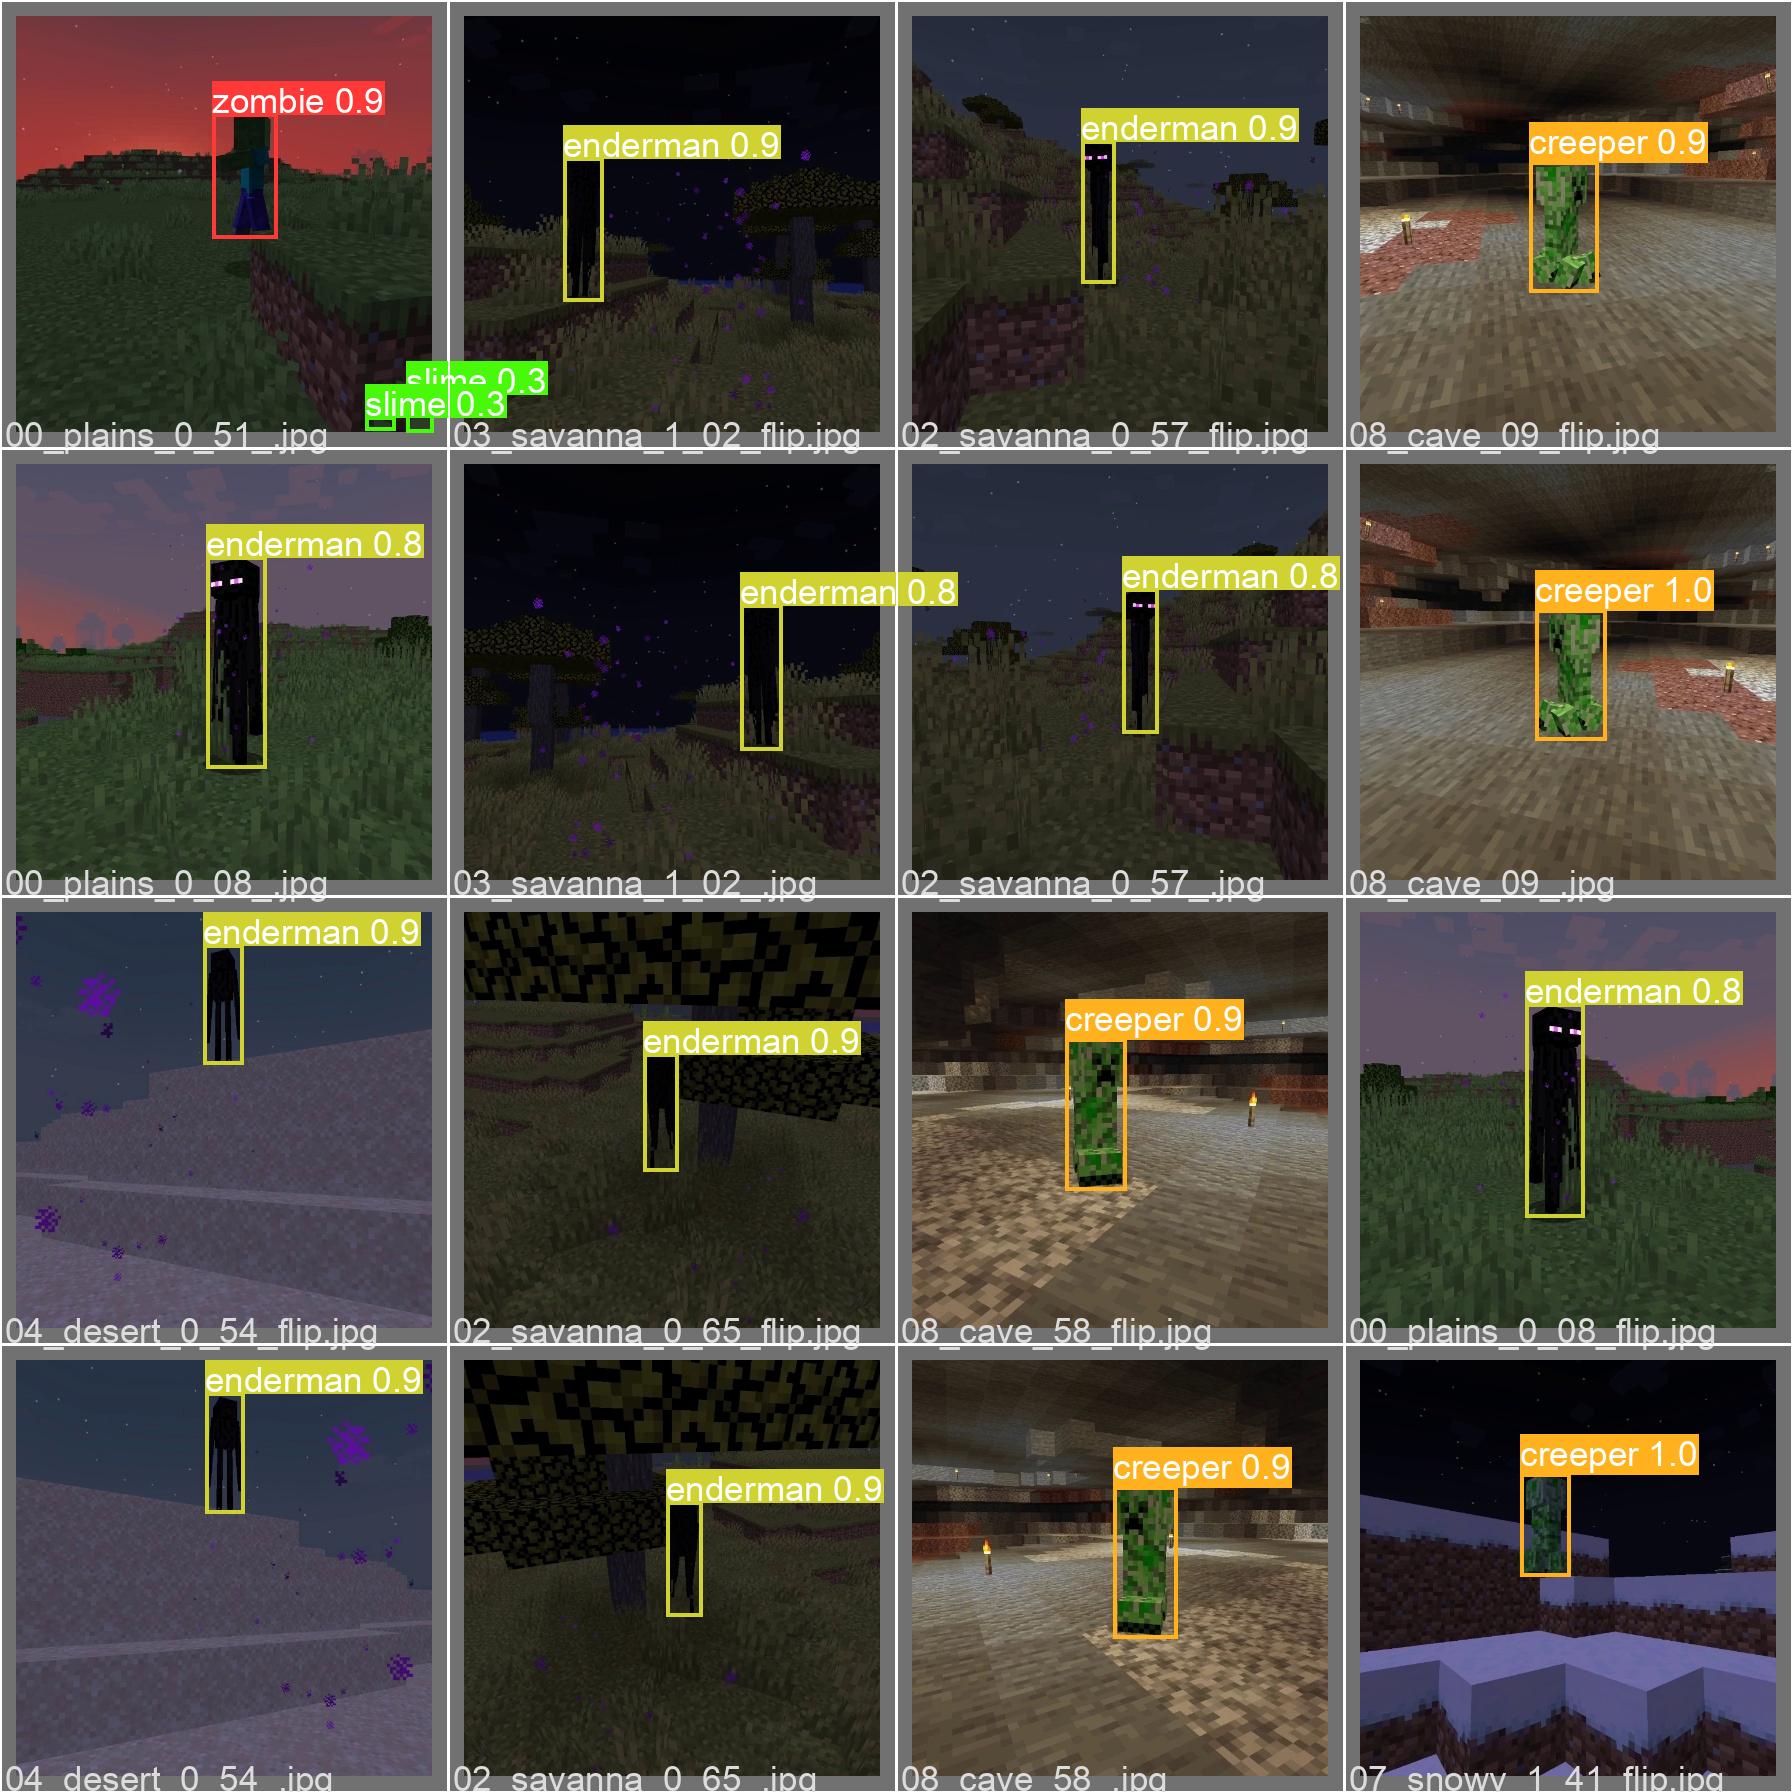 zombie 0.9
enderman 0.9
enderman 0.9
creeper 0.9
slime 0.3
slime 0.3
00_plains_0_51_.jpg
03_savanna_1_02_flip.jpg
02_savanna_0_57_flip.jpg
08_cave_09_flip.jpg
enderman 0.8
enderman 0.8
enderman 0.8
creeper 1.0
00_plains_0_08_.jpg
03_savanna_1_02_.jpg
02_savanna_0_57_.jpg
08_cave_09_.jpg
enderman 0.9
enderman 0.9
creeper 0.9
enderman 0.8
04_desert_0_54_flip.jpg
02_savanna_0_65_flip.jpg
08_cave_58_flip.jpg
00_plains_0_08_flip.jpg
enderman 0.9
enderman 0.9
creeper 0.9
creeper 1.0
04_desert_0_54_.jpg
02_savanna_0_65_.jpg
08_cave_58_.jpg
07_snowy_1_41_flip.jpg